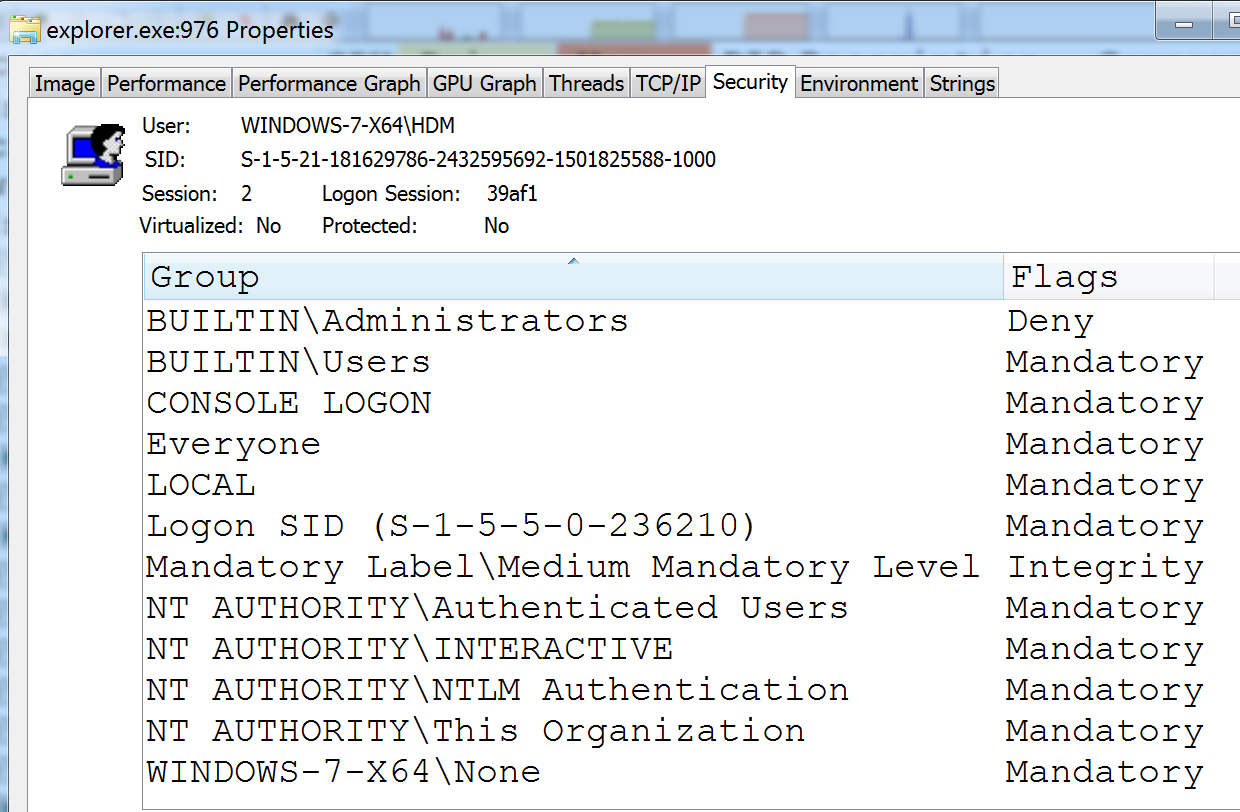 explorer.exe:976 Properties
Image Performance Performance Graph GPU Graph Threads TCP/IP Security Environment Strings
User: WINDOWS-7-X64\HDM
SID: S-1-5-21-181629786-2432595692-1501825588-1000
Session: 2 Logon Session: 39af1
Virtualized: No Protected: No
Group Flags
BUILTIN\Administrators Deny
BUILTIN\Users Mandatory
CONSOLE LOGON Mandatory
Everyone Mandatory
LOCAL Mandatory
Logon SID (S-1-5-5-0-236210) Mandatory
Mandatory Label\Medium Mandatory Level Integrity
NT AUTHORITY\Authenticated Users Mandatory
NT AUTHORITY\INTERACTIVE Mandatory
NT AUTHORITY\NTLM Authentication Mandatory
NT AUTHORITY\This Organization Mandatory
WINDOWS-7-X64\None Mandatory